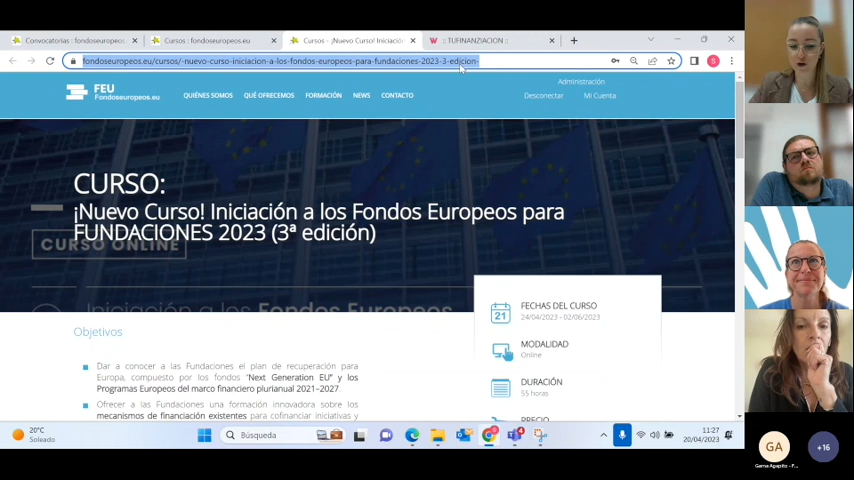 Convocatorias : fondoseuropeos.e
Cursos : fondoseuropeos.eu
Cursos - ¡Nuevo Curso! Iniciació
:: TUFINANZIACION ::
fondoseuropeos.eu/cursos/-nuevo-curso-iniciacion-a-los-fondos-europeos-para-fundaciones-2023-3-edicion-
Administración
FEU
Fondoseuropeos.eu
QUIÉNES SOMOS
QUÉ OFRECEMOS
FORMACIÓN
NEWS
CONTACTO
Desconectar
Mi Cuenta
CURSO:
¡Nuevo Curso! Iniciación a los Fondos Europeos para
FUNDACIONES 2023 (3ª edición)
CURSO ONLINE
Iniciación a los Fondos Europeos
Objetivos
Dar a conocer a las Fundaciones el plan de recuperación para
Europa, compuesto por los fondos "Next Generation EU" y los
Programas Europeos del marco financiero plurianual 2021-2027.
Ofrecer a las Fundaciones una formación innovadora sobre los
mecanismos de financiación existentes para cofinanciar iniciativas y
21
FECHAS DEL CURSO
24/04/2023 - 02/06/2023
MODALIDAD
Online
DURACIÓN
55 horas
PRECIO
20°C
Soleado
Búsqueda
11:27
20/04/2023
GA
+16